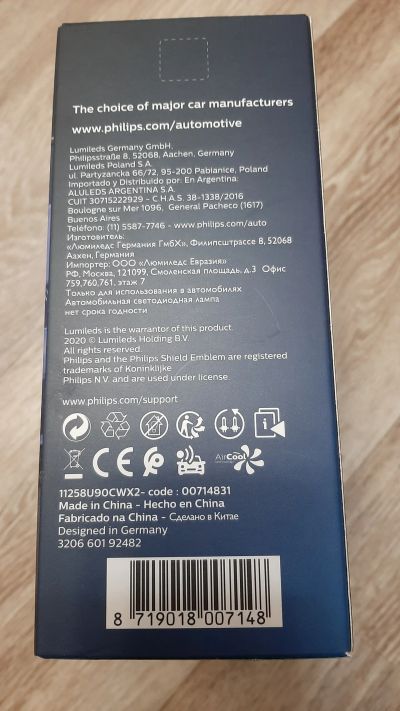 The choice of major car manufacturers
www.philips.com/automotive
Lumileds Germany GmbH,
Philipsstraße 8, 52068, Aachen, Germany
Lumileds Poland S.A
ul. Partyzancka 66/72, 95-200 Pabianice, Poland
Importado y Distribuido por: En Argentina:
ALULEDS ARGENTINA S.A.
CUIT 30715222929 - C.H.A.S. 38-1338/2016
Boulogne sur Mer 1096, General Pacheco (1617)
Buenos Aires
Teléfono: (11) 5587-7746 - www.philips.com/auto
Изготовитель:
«Люмиледс Германия ГмбХ», Филипсштрассе 8, 52068
Аахен, Германия
Импортер: ООО «Люмиледс Евразия»
РФ, Москва, 121099, Смоленская площадь, д.3 Офис
759,760,761, этаж 7
Только для использования в автомобилях
Автомобильная светодиодная лампа
нет срока годности
Lumileds is the warrantor of this product.
2020 © Lumileds Holding B.V.
All rights reserved.
Philips and the Philips Shield Emblem are registered
trademarks of Koninklijke
Philips N.V. and are used under license.
www.philips.com/support
CE
AirCool
11258U90CWX2- code : 00714831
Made in China - Hecho en China
Fabricado na China - Сделано в Китае
Designed in Germany
3206 601 92482
8 719018 007148